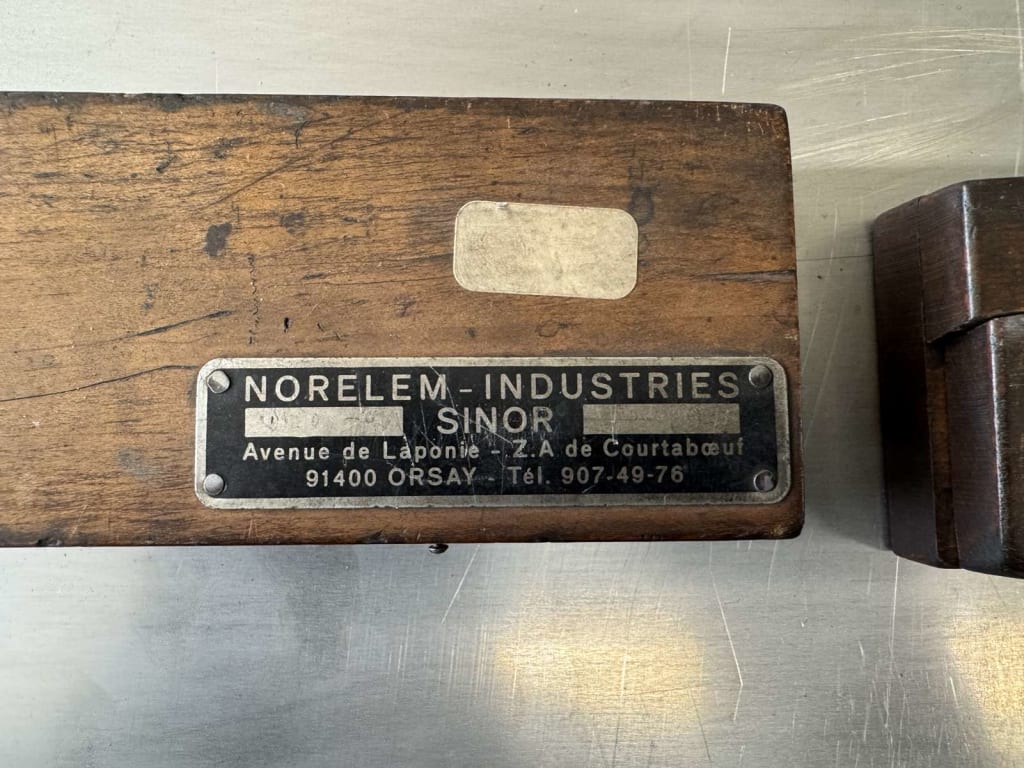 NORELEM - INDUSTRIES
SINOR
Avenue de Laponie - Z.A de Courtabœuf
91400 ORSAY - Tél. 907-49-76